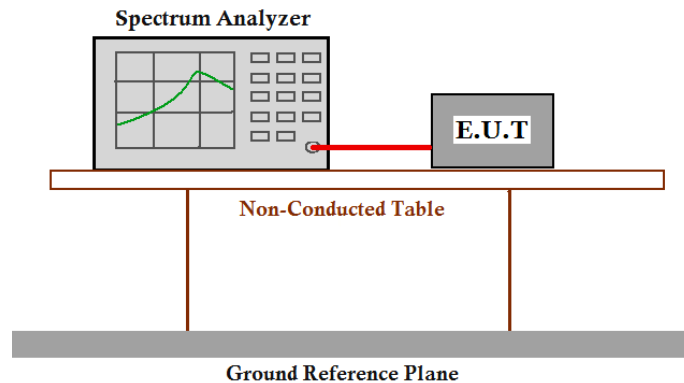 Spectrum Analyzer
E.U.T
Non-Conducted Table
Ground Reference Plane